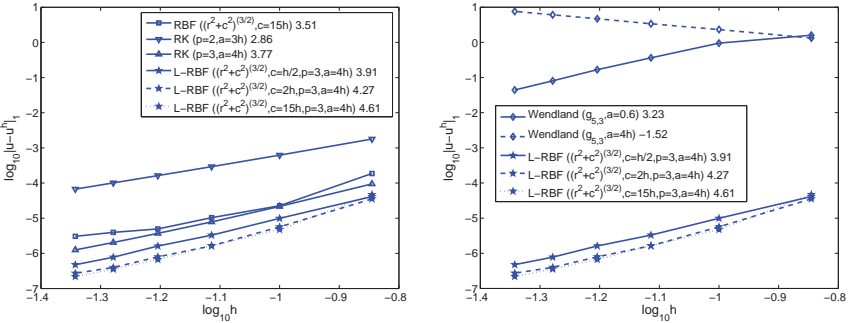 1
0
−1
−2
−3
−4
−5
−6
−7
log10|u−u^h|1
RBF ((r^2+c^2)^(3/2),c=15h) 3.51
RK (p=2,a=3h) 2.86
RK (p=3,a=4h) 3.77
L−RBF ((r^2+c^2)^(3/2),c=h/2,p=3,a=4h) 3.91
L−RBF ((r^2+c^2)^(3/2),c=2h,p=3,a=4h) 4.27
L−RBF ((r^2+c^2)^(3/2),c=15h,p=3,a=4h) 4.61
−1.4 −1.3 −1.2 −1.1 −1 −0.9 −0.8
log10h
1
0
−1
−2
−3
−4
−5
−6
−7
log10|u−u^h|1
Wendland (g5,3,a=0.6) 3.23
Wendland (g5,3,a=4h) −1.52
L−RBF ((r^2+c^2)^(3/2),c=h/2,p=3,a=4h) 3.91
L−RBF ((r^2+c^2)^(3/2),c=2h,p=3,a=4h) 4.27
L−RBF ((r^2+c^2)^(3/2),c=15h,p=3,a=4h) 4.61
−1.4 −1.3 −1.2 −1.1 −1 −0.9 −0.8
log10h